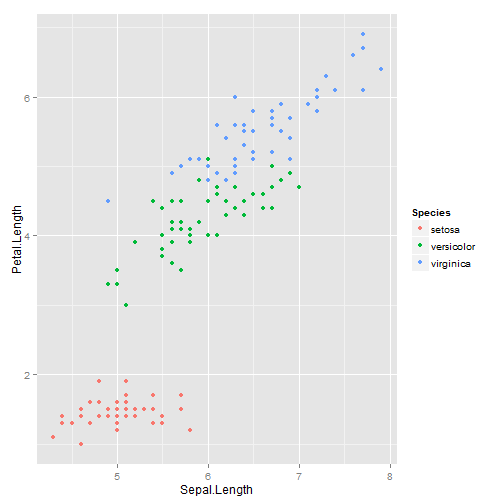 6
4
2
Petal.Length
5 6 7 8
Sepal.Length
Species
setosa
versicolor
virginica